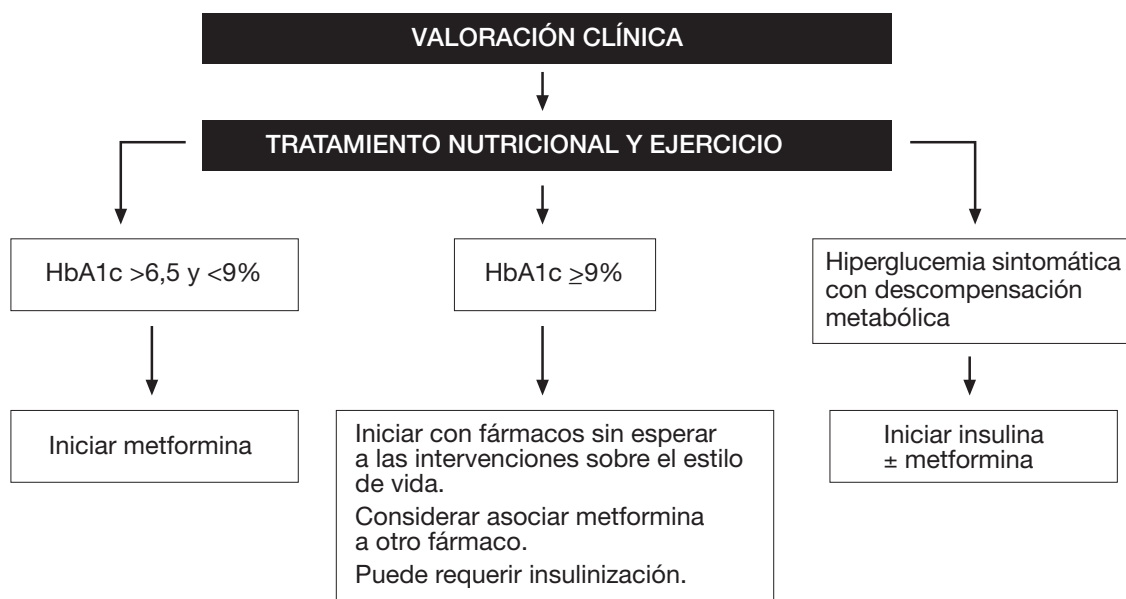 VALORACIÓN CLÍNICA
TRATAMIENTO NUTRICIONAL Y EJERCICIO
HbA1c >6,5 y <9%
HbA1c ≥9%
Hiperglucemia sintomática
con descompensación
metabólica
Iniciar metformina
Iniciar con fármacos sin esperar
a las intervenciones sobre el estilo
de vida.
Considerar asociar metformina
a otro fármaco.
Puede requerir insulinización.
Iniciar insulina
± metformina